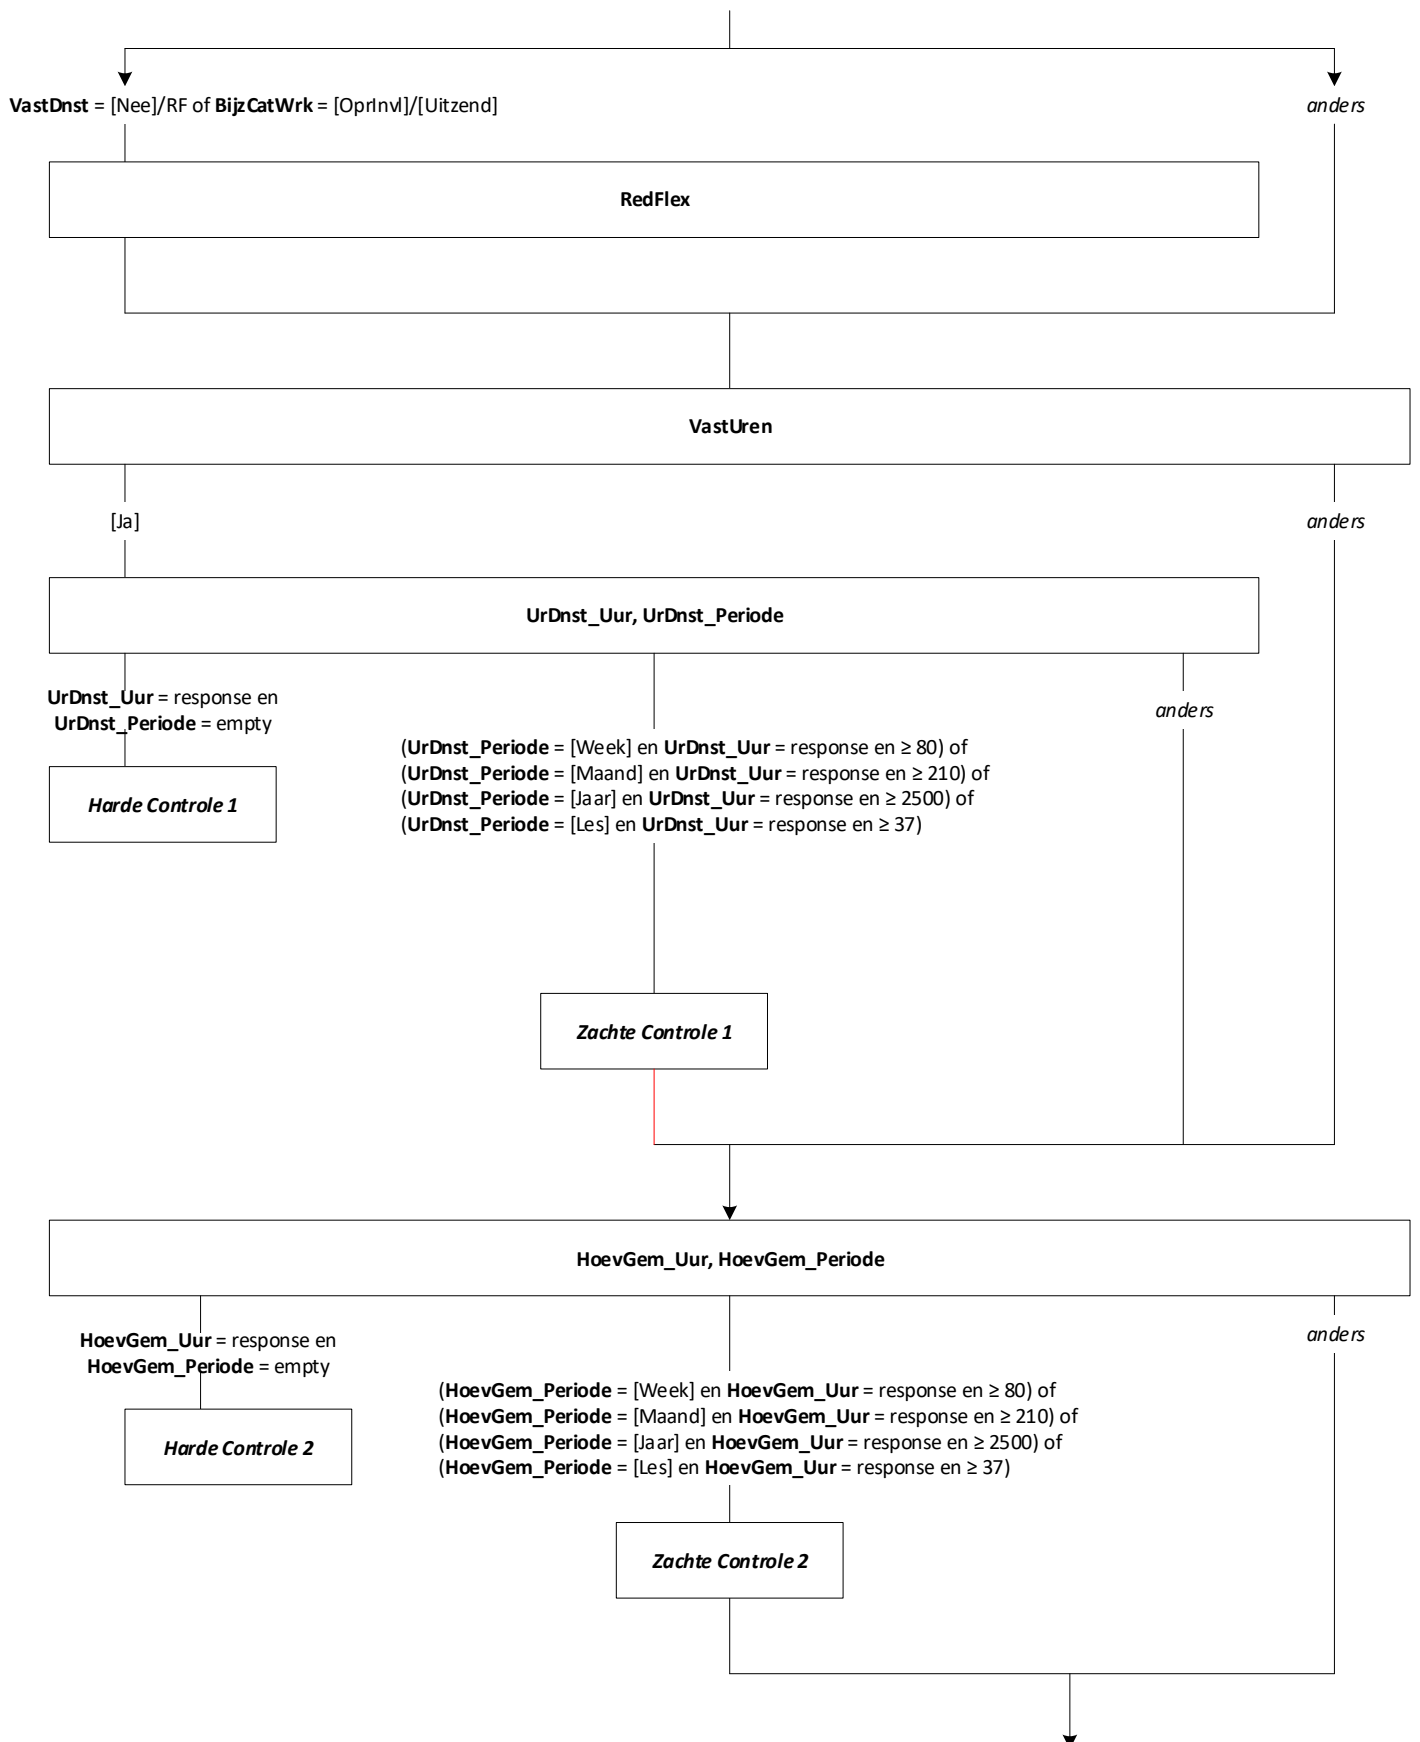 VastDnst = [Nee]/RF of BijzCatWrk = [OprInvl]/[Uitzend]
anders
RedFlex
VastUren
[Ja]
anders
UrDnst_Uur, UrDnst_Periode
UrDnst_Uur = response en
UrDnst_Periode = empty
anders
(UrDnst_Periode = [Week] en UrDnst_Uur = response en ≥ 80) of
(UrDnst_Periode = [Maand] en UrDnst_Uur = response en ≥ 210) of
(UrDnst_Periode = [Jaar] en UrDnst_Uur = response en ≥ 2500) of
(UrDnst_Periode = [Les] en UrDnst_Uur = response en ≥ 37)
Harde Controle 1
Zachte Controle 1
HoevGem_Uur, HoevGem_Periode
HoevGem_Uur = response en
HoevGem_Periode = empty
anders
(HoevGem_Periode = [Week] en HoevGem_Uur = response en ≥ 80) of
(HoevGem_Periode = [Maand] en HoevGem_Uur = response en ≥ 210) of
(HoevGem_Periode = [Jaar] en HoevGem_Uur = response en ≥ 2500) of
(HoevGem_Periode = [Les] en HoevGem_Uur = response en ≥ 37)
Harde Controle 2
Zachte Controle 2